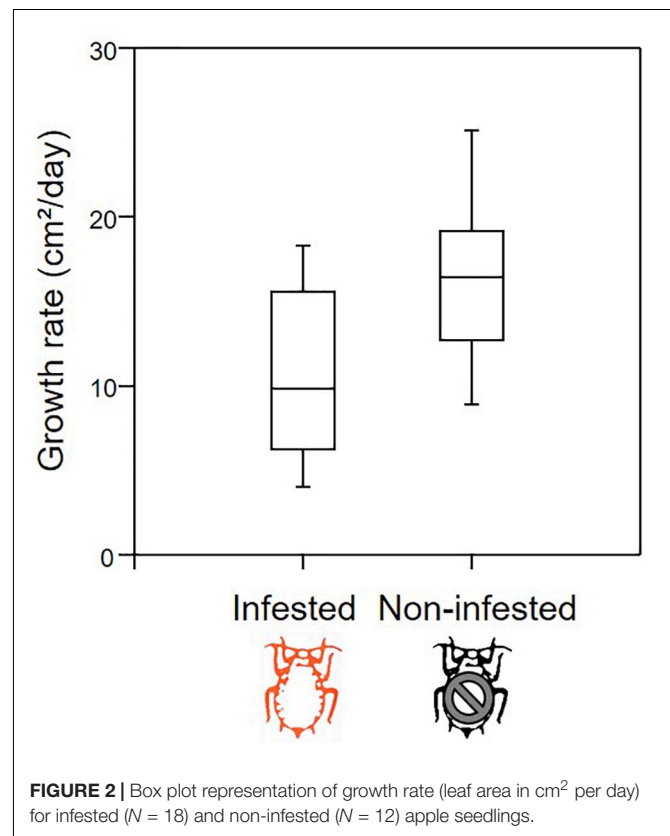 30
20
10
0
Growth rate (cm²/day)
Infested Non-infested
FIGURE 2 | Box plot representation of growth rate (leaf area in cm² per day)
for infested (N = 18) and non-infested (N = 12) apple seedlings.